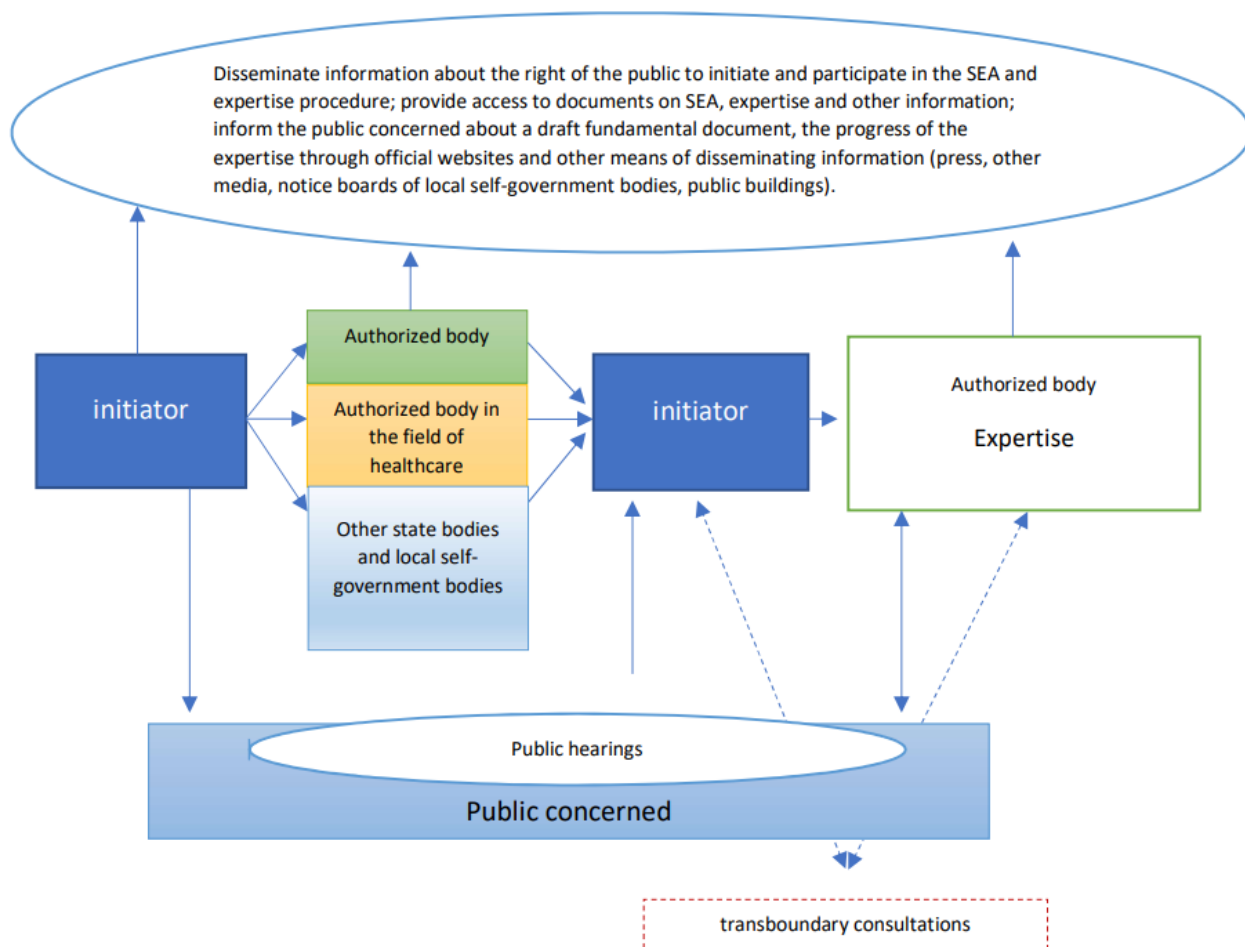 Disseminate information about the right of the public to initiate and participate in the SEA and
expertise procedure; provide access to documents on SEA, expertise and other information;
inform the public concerned about a draft fundamental document, the progress of the
expertise through official websites and other means of disseminating information (press, other
media, notice boards of local self-government bodies, public buildings).
initiator
Authorized body
Authorized body in
the field of
healthcare
Other state bodies
and local self-
government bodies
initiator
Authorized body
Expertise
Public hearings
Public concerned
transboundary consultations